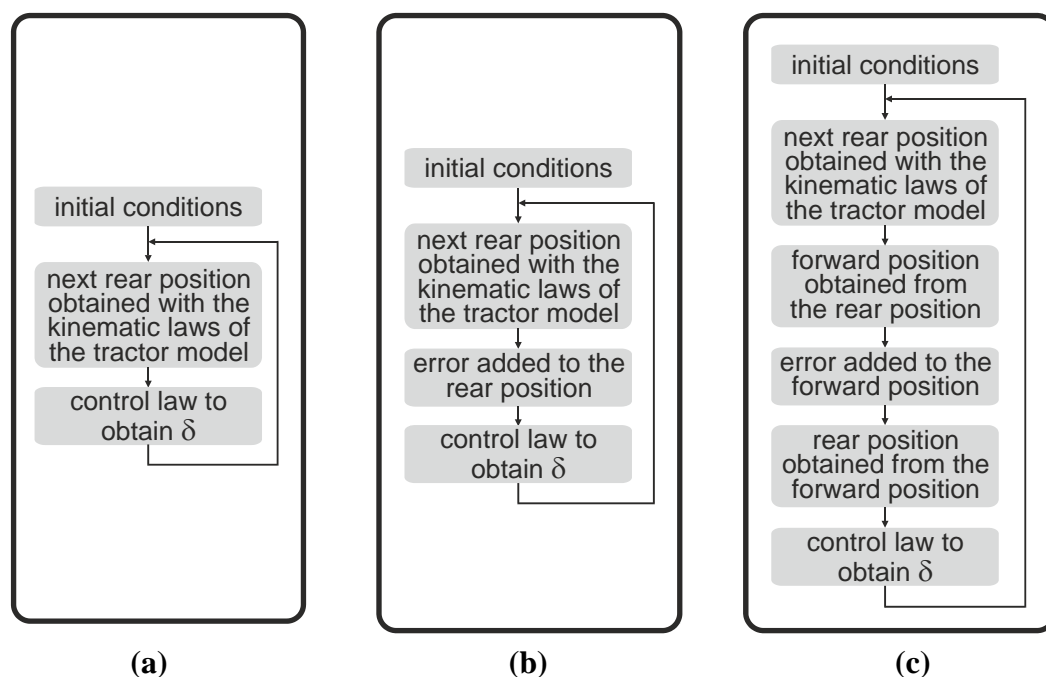 initial conditions
next rear position
obtained with the
kinematic laws of
the tractor model
control law to
obtain δ
(a)
initial conditions
next rear position
obtained with the
kinematic laws of
the tractor model
error added to the
rear position
control law to
obtain δ
(b)
initial conditions
next rear position
obtained with the
kinematic laws of
the tractor model
forward position
obtained from
the rear position
error added to the
forward position
rear position
obtained from the
forward position
control law to
obtain δ
(c)